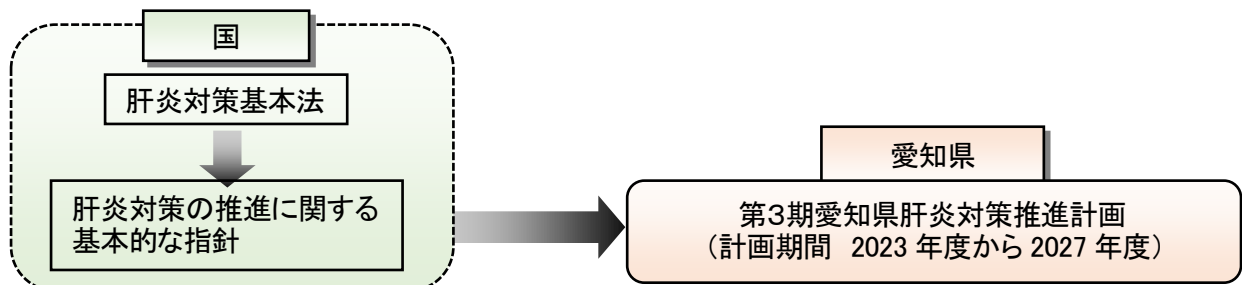 国
肝炎対策基本法
肝炎対策の推進に関する
基本的な指針
愛知県
第3期愛知県肝炎対策推進計画
(計画期間 2023 年度から 2027 年度)